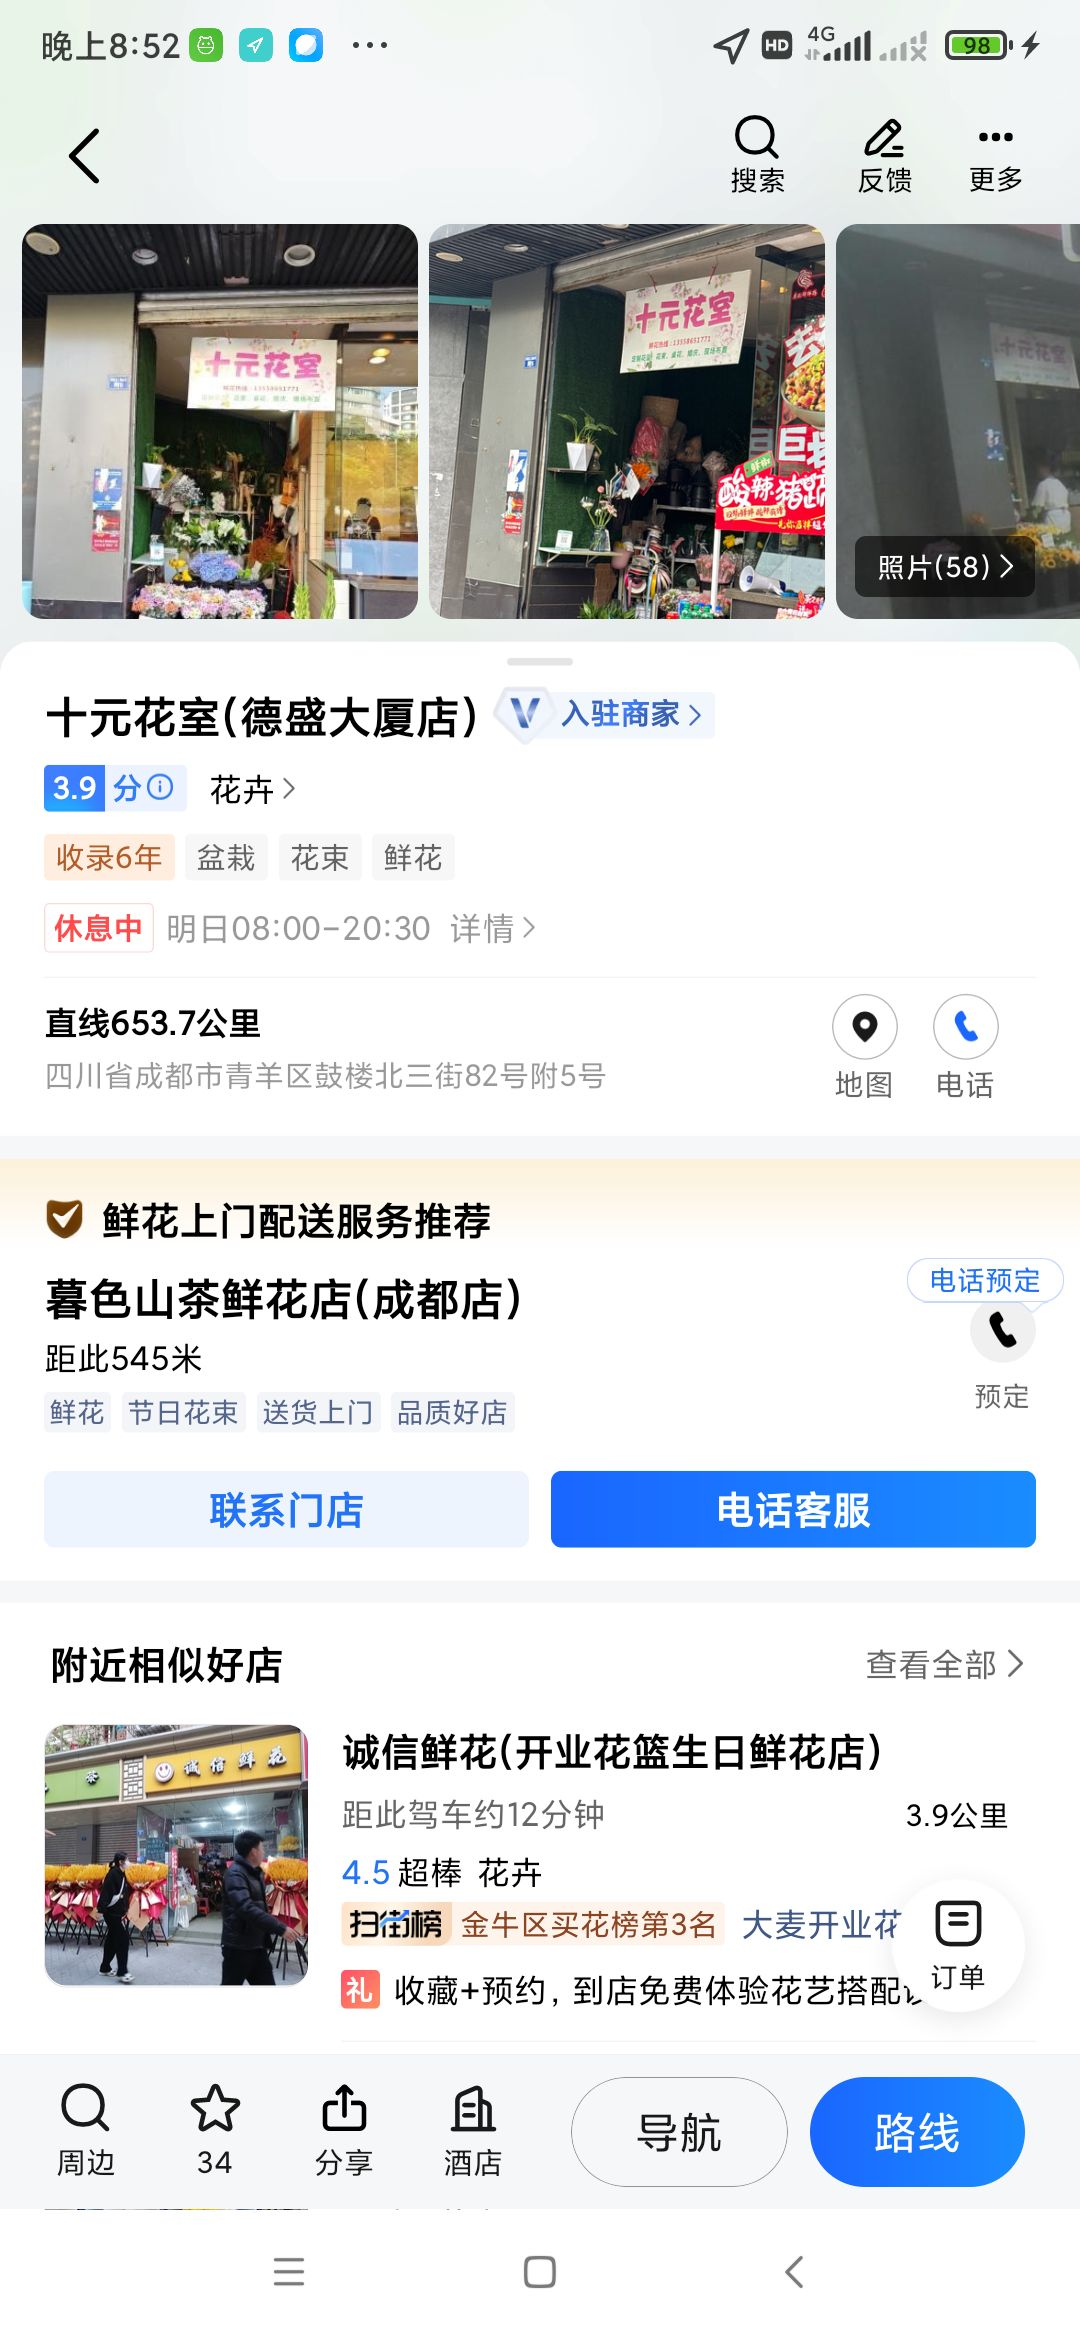 晚上8:52
HD
4G
98
搜索
反馈
更多
十元花室
鲜花热线:13558651771
十元花室
鲜花热线:13558651771
酸辣猪蹄
十元花室
照片(58)
十元花室(德盛大厦店)
V 入驻商家
3.9分
花卉
收录6年
盆栽
花束
鲜花
休息中
明日08:00-20:30
详情
直线653.7公里
四川省成都市青羊区鼓楼北三街82号附5号
地图
电话
鲜花上门配送服务推荐
暮色山茶鲜花店(成都店)
电话预定
距此545米
预定
鲜花
节日花束
送货上门
品质好店
联系门店
电话客服
附近相似好店
查看全部
茶
诚信鲜花
诚信鲜花(开业花篮生日鲜花店)
距此驾车约12分钟
3.9公里
4.5超棒 花卉
扫街榜 金牛区买花榜第3名
大麦开业花
礼 收藏+预约，到店免费体验花艺搭配
订单
周边
34
分享
酒店
导航
路线